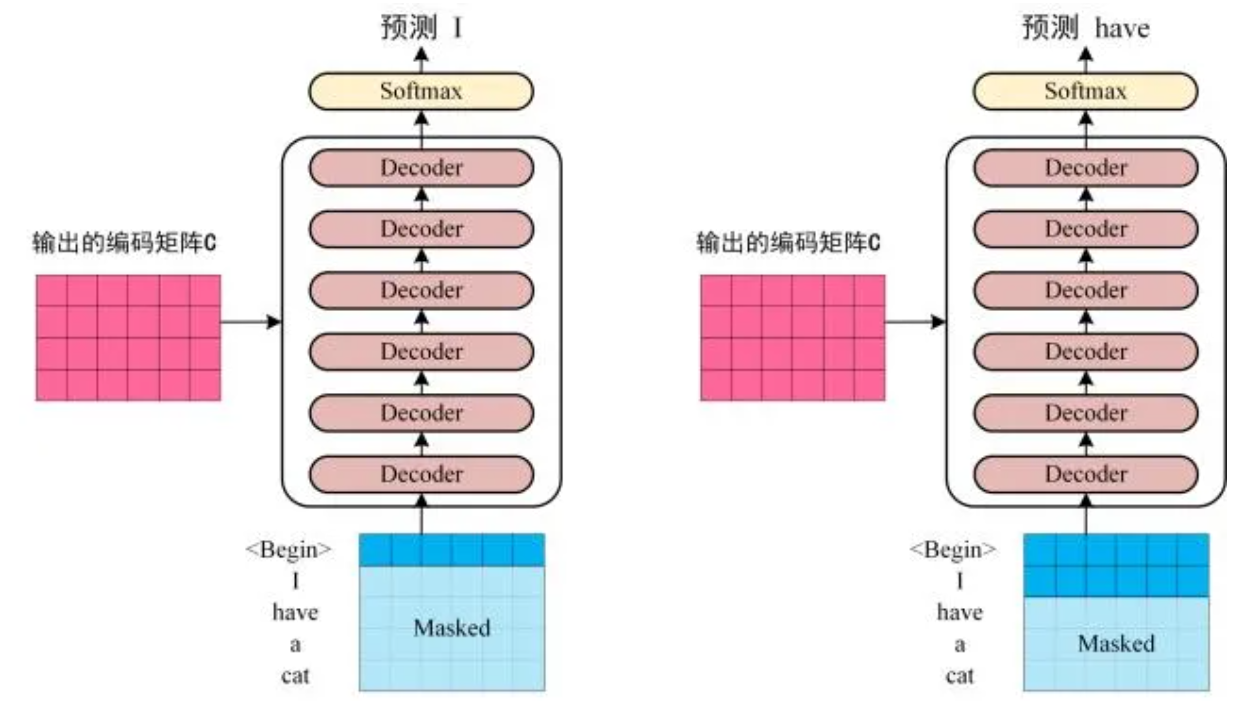 预测 I
Softmax
Decoder
Decoder
Decoder
Decoder
Decoder
Decoder
输出的编码矩阵C
<Begin>
I
have
a
cat
Masked
预测 have
Softmax
Decoder
Decoder
Decoder
Decoder
Decoder
Decoder
输出的编码矩阵C
<Begin>
I
have
a
cat
Masked